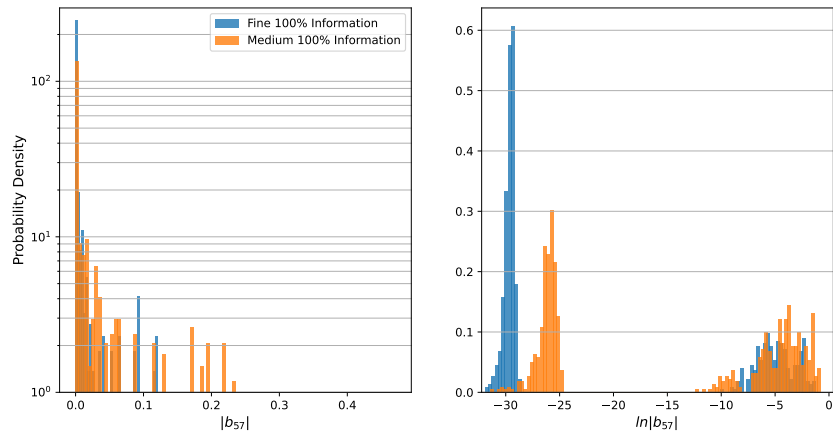 Fine 100% Information
Medium 100% Information
Probability Density
10²
10¹
10⁰
0.0 0.1 0.2 0.3 0.4
|b₅₇|
0.6
0.5
0.4
0.3
0.2
0.1
0.0
−30 −25 −20 −15 −10 −5 0
ln|b₅₇|